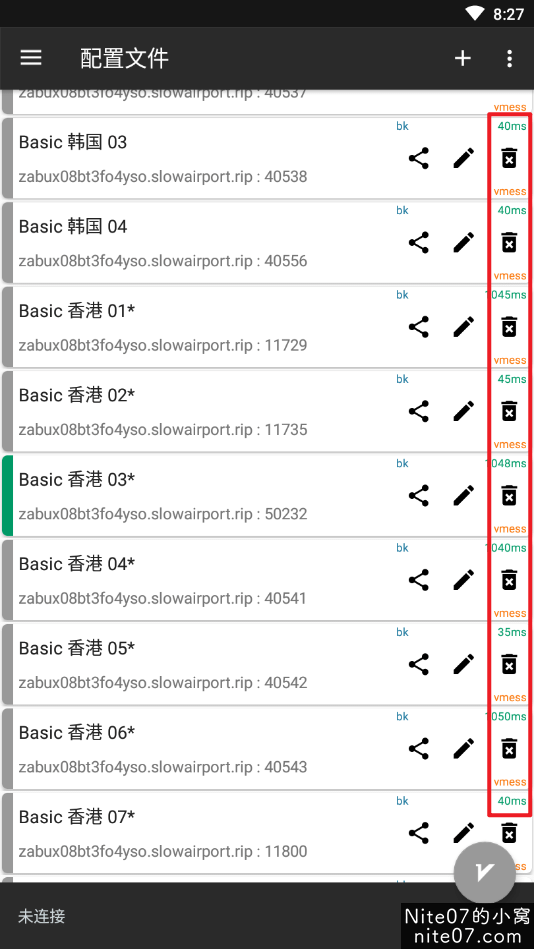 8:27
配置文件
zabux08bt3fo4yso.slowairport.rip : 40537
vmess
bk
40ms
Basic 韩国 03
zabux08bt3fo4yso.slowairport.rip : 40538
vmess
bk
40ms
Basic 韩国 04
zabux08bt3fo4yso.slowairport.rip : 40556
vmess
bk
1045ms
Basic 香港 01*
zabux08bt3fo4yso.slowairport.rip : 11729
vmess
bk
45ms
Basic 香港 02*
zabux08bt3fo4yso.slowairport.rip : 11735
vmess
bk
1048ms
Basic 香港 03*
zabux08bt3fo4yso.slowairport.rip : 50232
vmess
bk
1040ms
Basic 香港 04*
zabux08bt3fo4yso.slowairport.rip : 40541
vmess
bk
35ms
Basic 香港 05*
zabux08bt3fo4yso.slowairport.rip : 40542
vmess
bk
1050ms
Basic 香港 06*
zabux08bt3fo4yso.slowairport.rip : 40543
vmess
bk
40ms
Basic 香港 07*
zabux08bt3fo4yso.slowairport.rip : 11800
未连接
Nite07的小窝
nite07.com